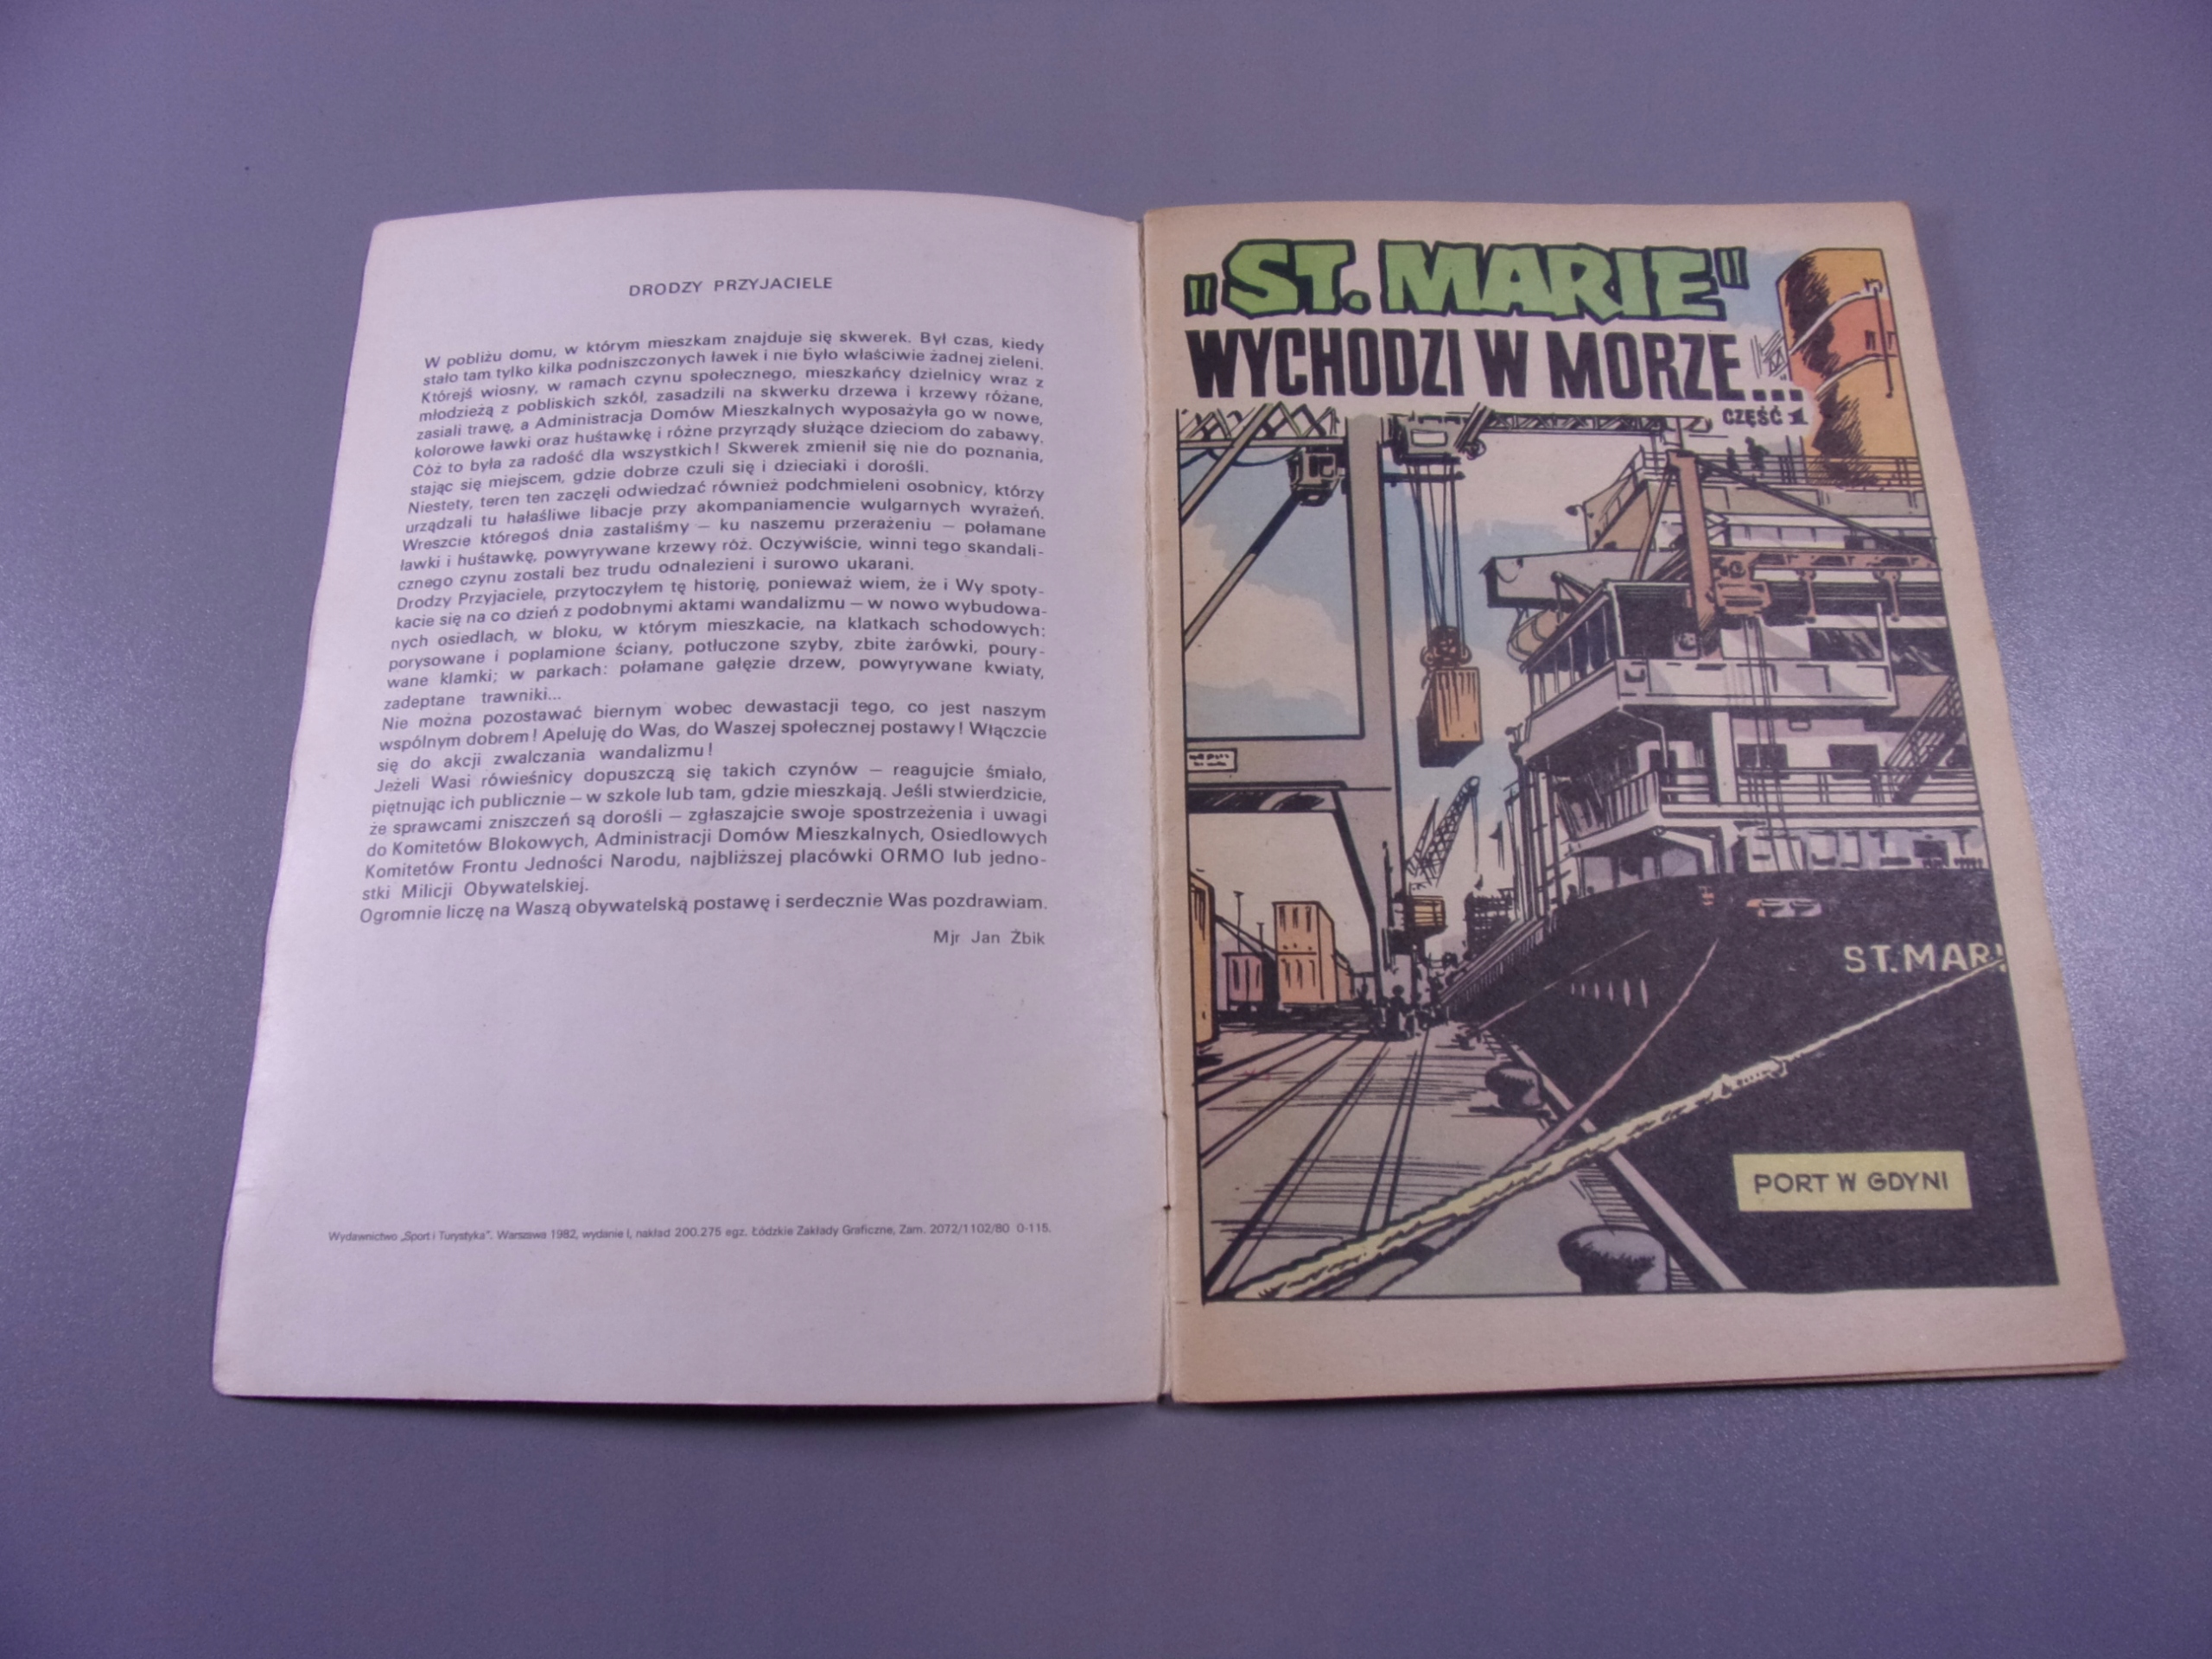 DRODZY PRZYJACIELE
W pobliżu domu, w którym mieszkam znajduje się skwerek. Był czas, kiedy
stało tam tylko kilka podniszczonych ławek i nie było właściwie żadnej zieleni.
Którejś wiosny, w ramach czynu społecznego, mieszkańcy dzielnicy wraz z
młodzieżą z pobliskich szkół, zasadzili na skwerku drzewa i krzewy różane,
zasiali trawę, a Administracja Domów Mieszkalnych wyposażyła go w nowe,
kolorowe ławki oraz huśtawkę i różne przyrządy służące dzieciom do zabawy.
Cóż to była za radość dla wszystkich! Skwerek zmienił się nie do poznania,
stając się miejscem, gdzie dobrze czuli się i dzieciaki i dorośli.
Niestety, teren ten zaczęli odwiedzać również podchmieleni osobnicy, którzy
urządzali tu hałaśliwe libacje przy akompaniamencie wulgarnych wyrażeń.
Wreszcie któregoś dnia zastaliśmy — ku naszemu przerażeniu — połamane
ławki i huśtawkę, powyrywane krzewy róż. Oczywiście, winni tego skandali-
cznego czynu zostali bez trudu odnalezieni i surowo ukarani.
Drodzy Przyjaciele, przytoczyłem tę historię, ponieważ wiem, że i Wy spoty-
kacie się na co dzień z podobnymi aktami wandalizmu — w nowo wybudowa-
nych osiedlach, w bloku, w którym mieszkacie, na klatkach schodowych:
porysowane i poplamione ściany, potłuczone szyby, zbite żarówki, poury-
wane klamki; w parkach: połamane gałęzie drzew, powyrywane kwiaty,
zadeptane trawniki...
Nie można pozostawać biernym wobec dewastacji tego, co jest naszym
wspólnym dobrem! Apeluję do Was, do Waszej społecznej postawy! Włączcie
się do akcji zwalczania wandalizmu!
Jeżeli Wasi rówieśnicy dopuszczą się takich czynów — reagujcie śmiało,
piętnując ich publicznie — w szkole lub tam, gdzie mieszkają. Jeśli stwierdzicie,
że sprawcami zniszczeń są dorośli — zgłaszajcie swoje spostrzeżenia i uwagi
do Komitetów Blokowych, Administracji Domów Mieszkalnych, Osiedlowych
Komitetów Frontu Jedności Narodu, najbliższej placówki ORMO lub jedno-
stki Milicji Obywatelskiej.
Ogromnie liczę na Waszą obywatelską postawę i serdecznie Was pozdrawiam.
Mjr Jan Żbik
Wydawnictwo „Sport i Turystyka". Warszawa 1982, wydanie I, nakład 200.275 egz. Łódzkie Zakłady Graficzne, Zam. 2072/1102/80 0-115.
"ST. MARIE"
WYCHODZI W MORZE...
CZĘŚĆ 1
ST. MARI
PORT W GDYNI